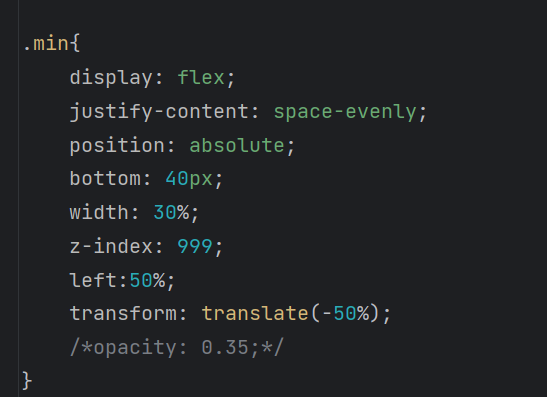 .min{
    display: flex;
    justify-content: space-evenly;
    position: absolute;
    bottom: 40px;
    width: 30%;
    z-index: 999;
    left:50%;
    transform: translate(-50%);
    /*opacity: 0.35;*/
}